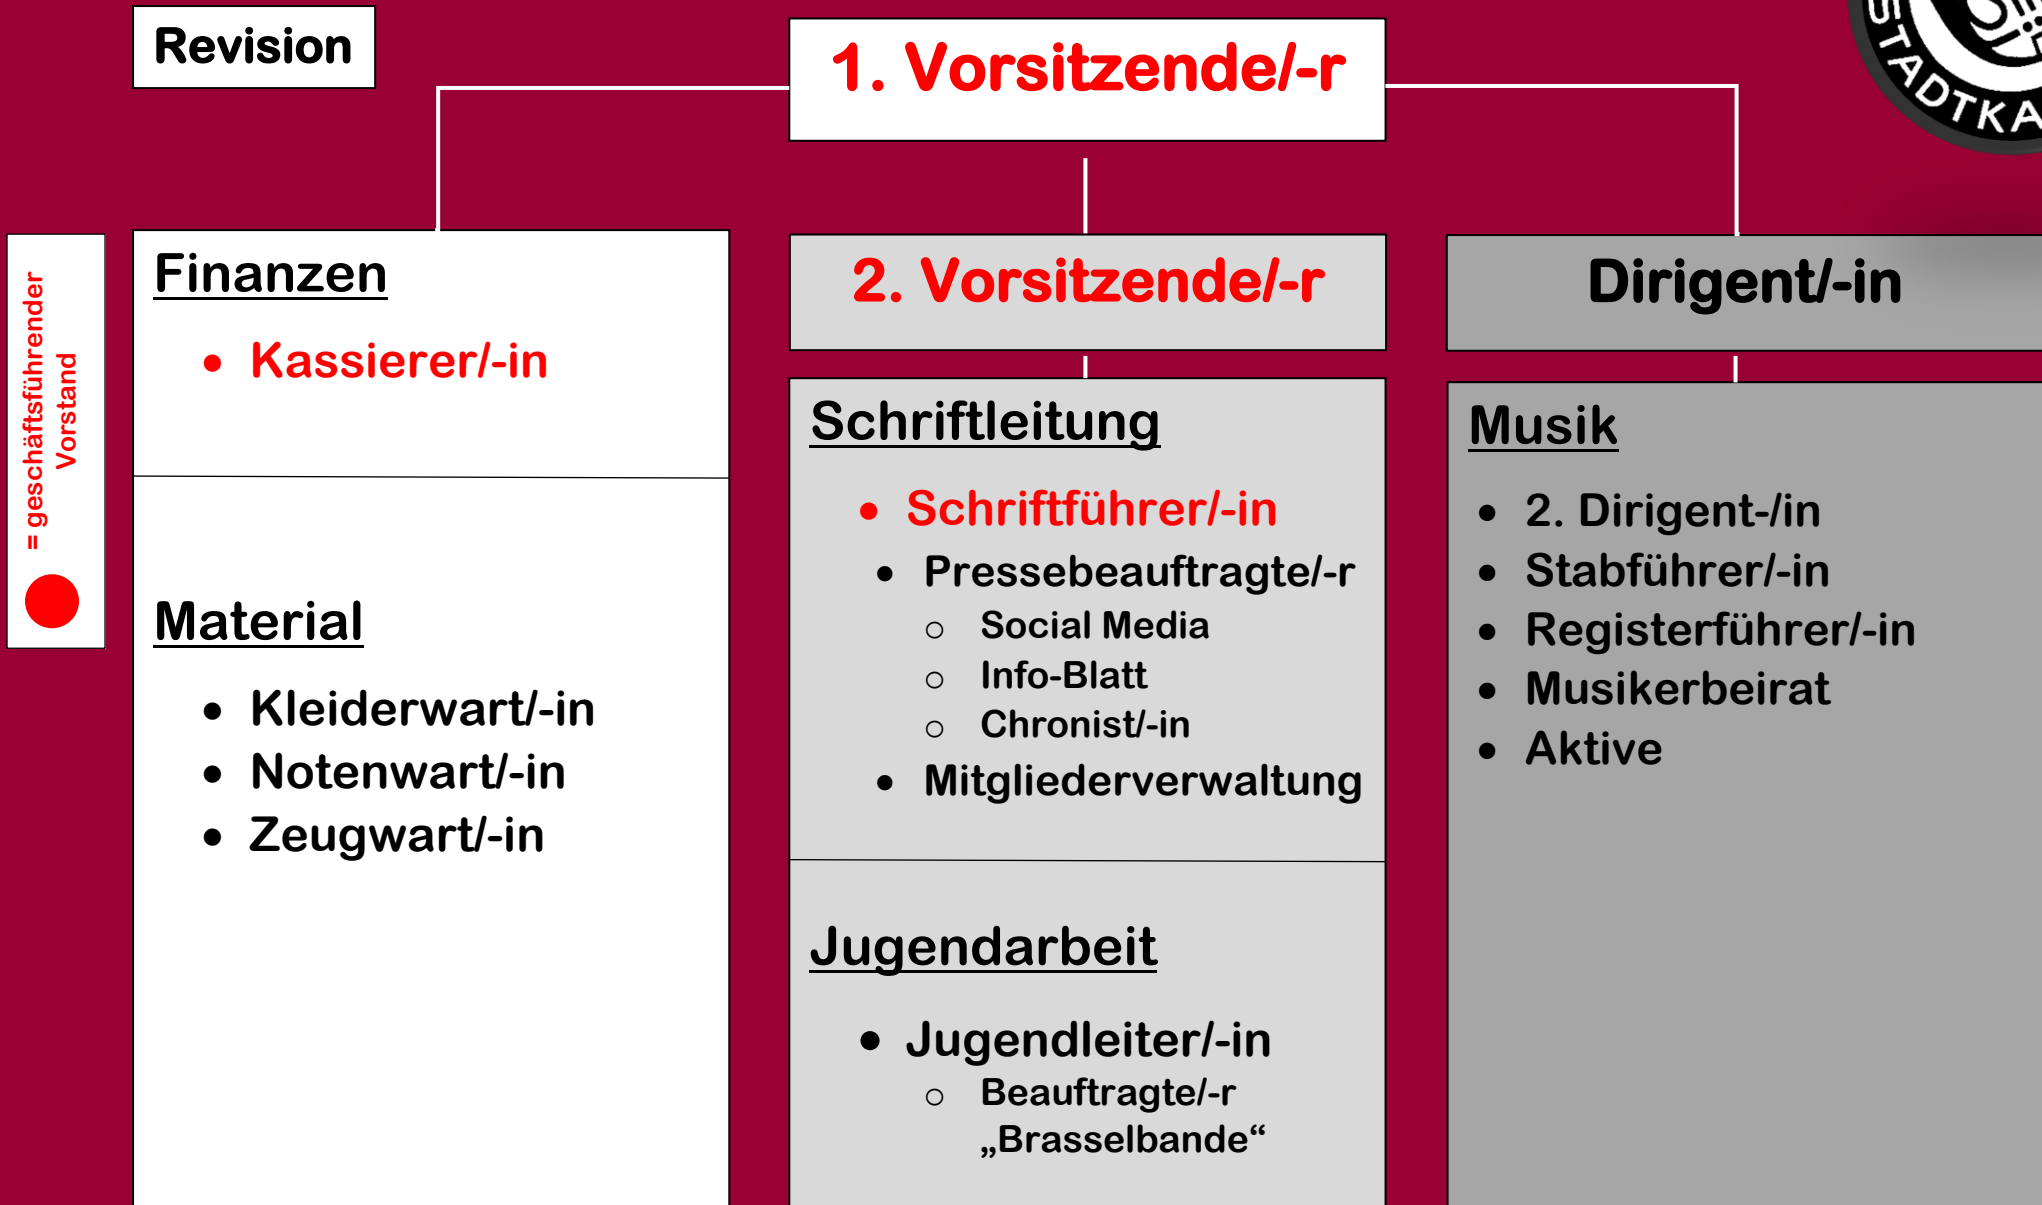 Revision
1. Vorsitzende/-r
STADTKA
= geschäftsführender
Vorstand
Finanzen
• Kassierer/-in
Material
• Kleiderwart/-in
• Notenwart/-in
• Zeugwart/-in
2. Vorsitzende/-r
Schriftleitung
• Schriftführer/-in
• Pressebeauftragte/-r
o Social Media
o Info-Blatt
o Chronist/-in
• Mitgliederverwaltung
Jugendarbeit
• Jugendleiter/-in
o Beauftragte/-r
„Brasselbande“
Dirigent/-in
Musik
• 2. Dirigent-/in
• Stabführer/-in
• Registerführer/-in
• Musikerbeirat
• Aktive